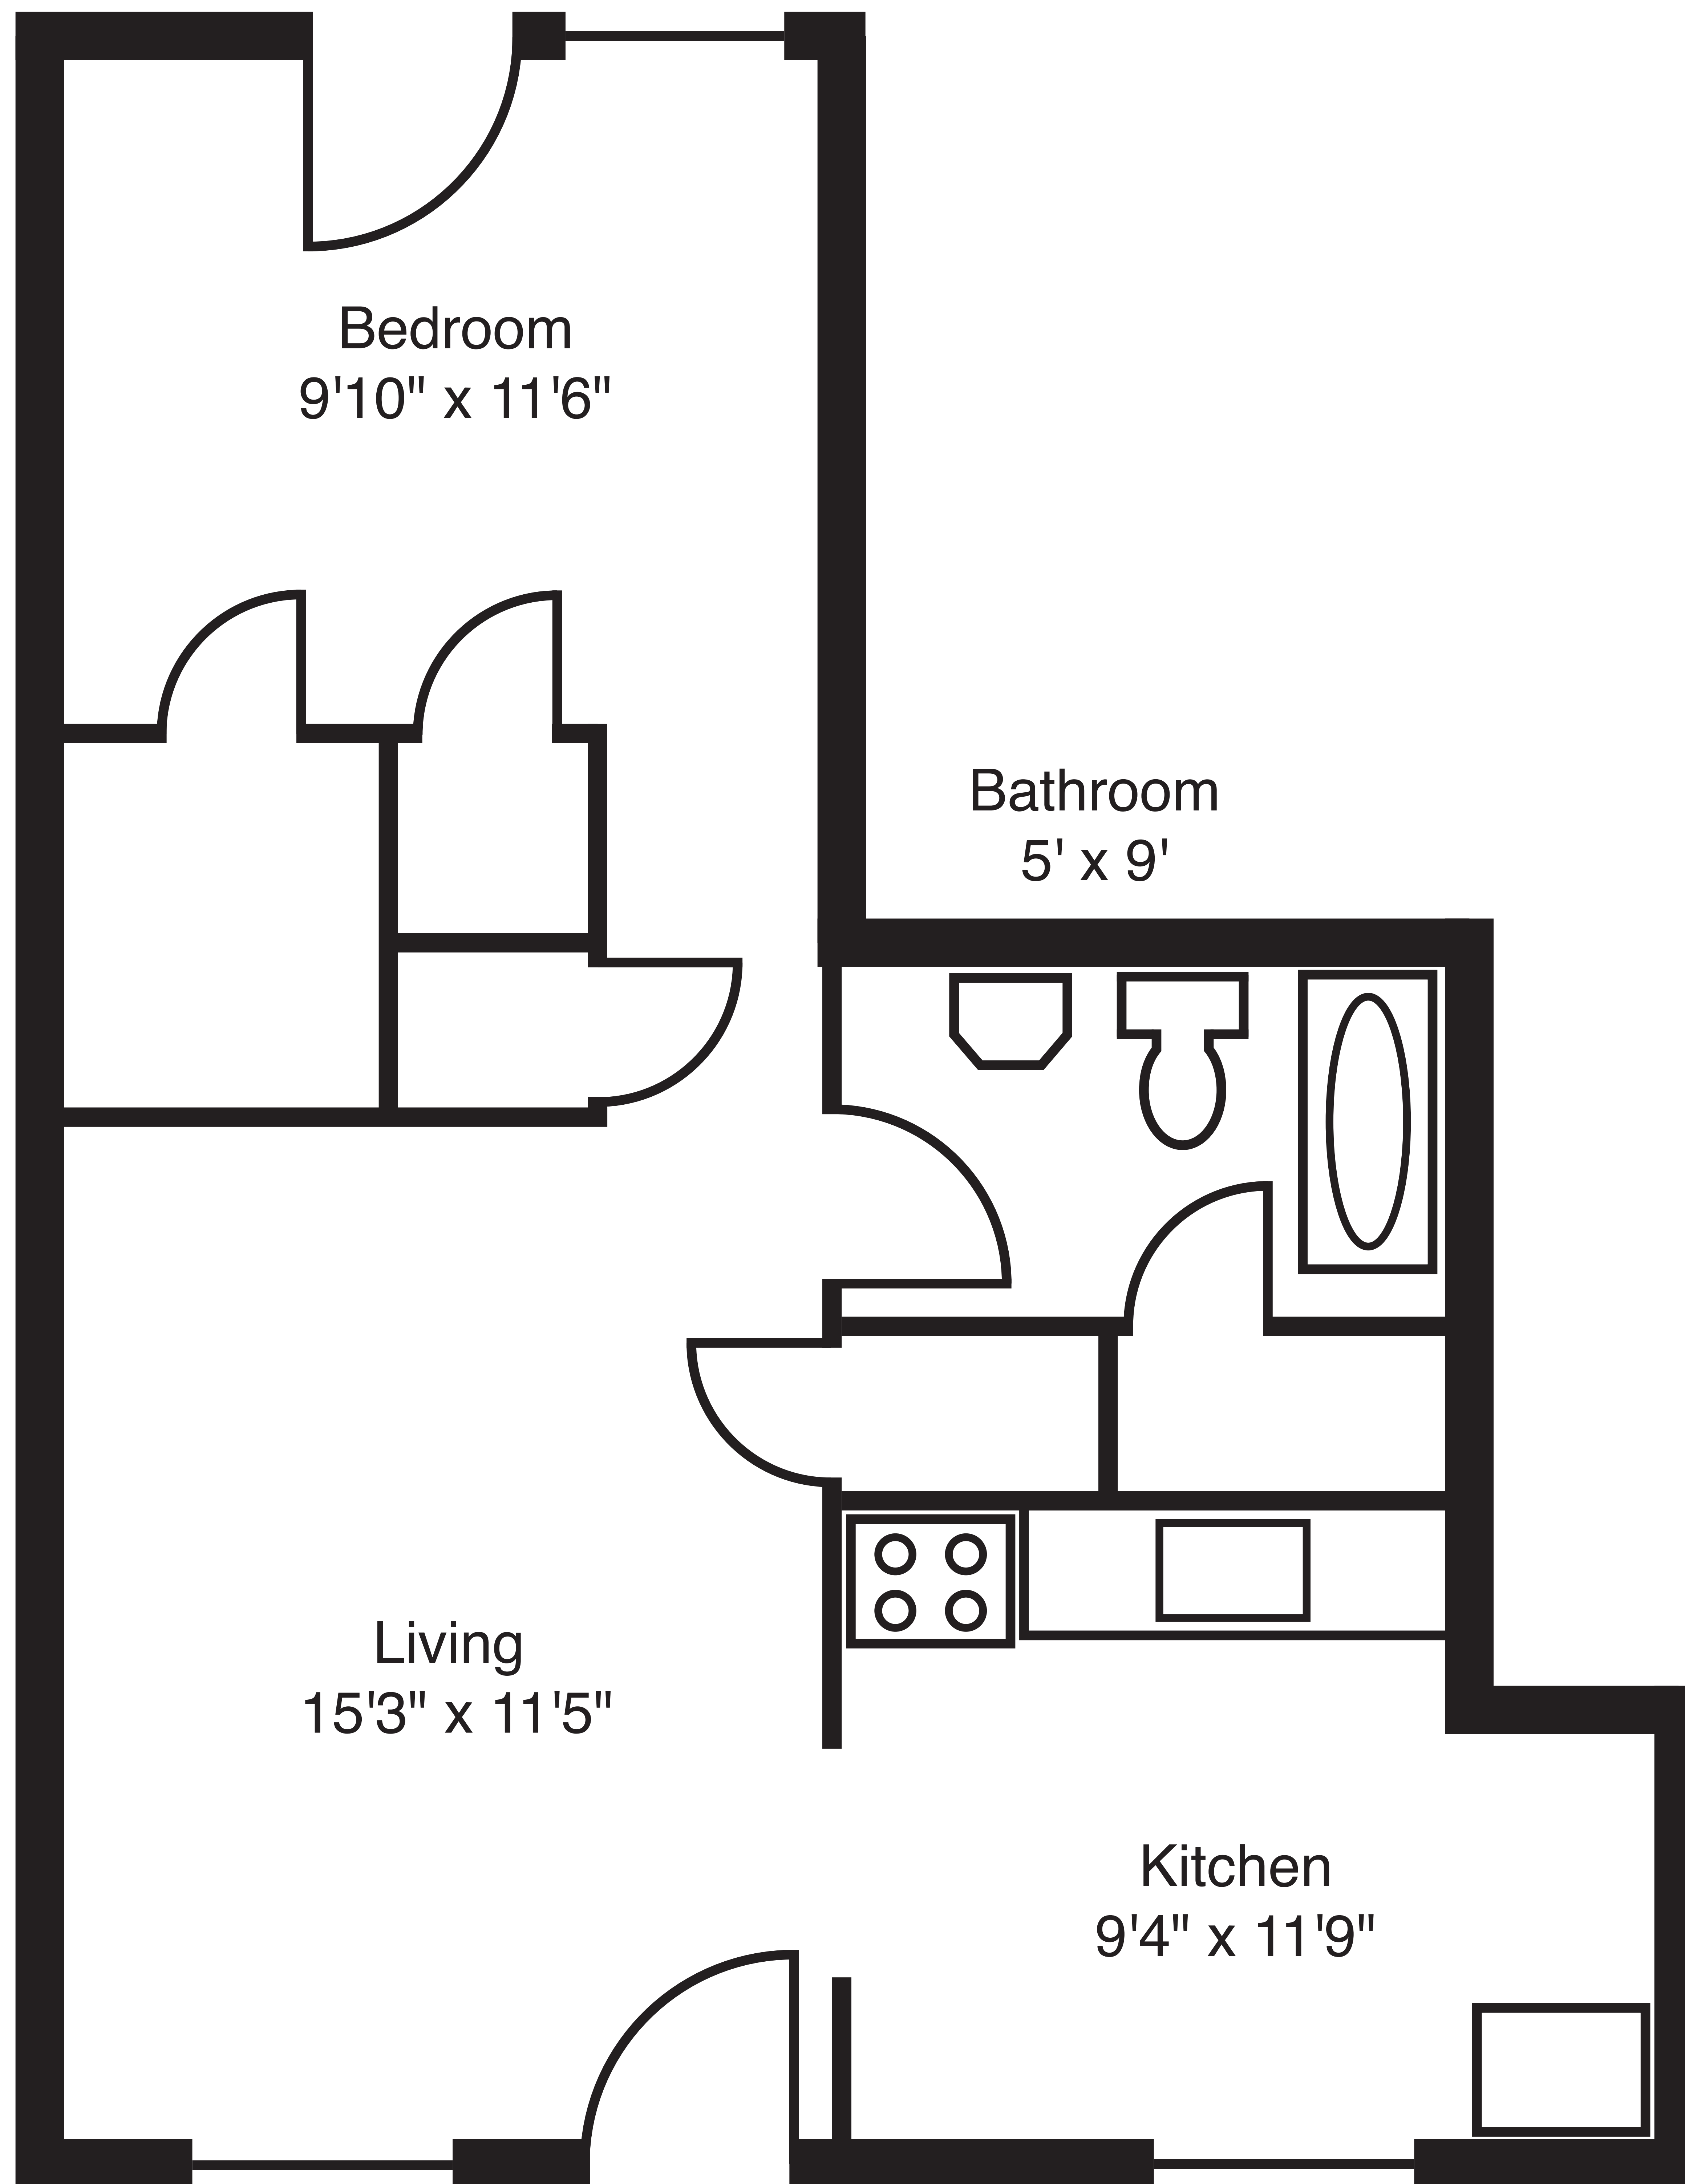 Bedroom
9'10" x 11'6"
Bathroom
5' x 9'
Living
15'3" x 11'5"
Kitchen
9'4" x 11'9"